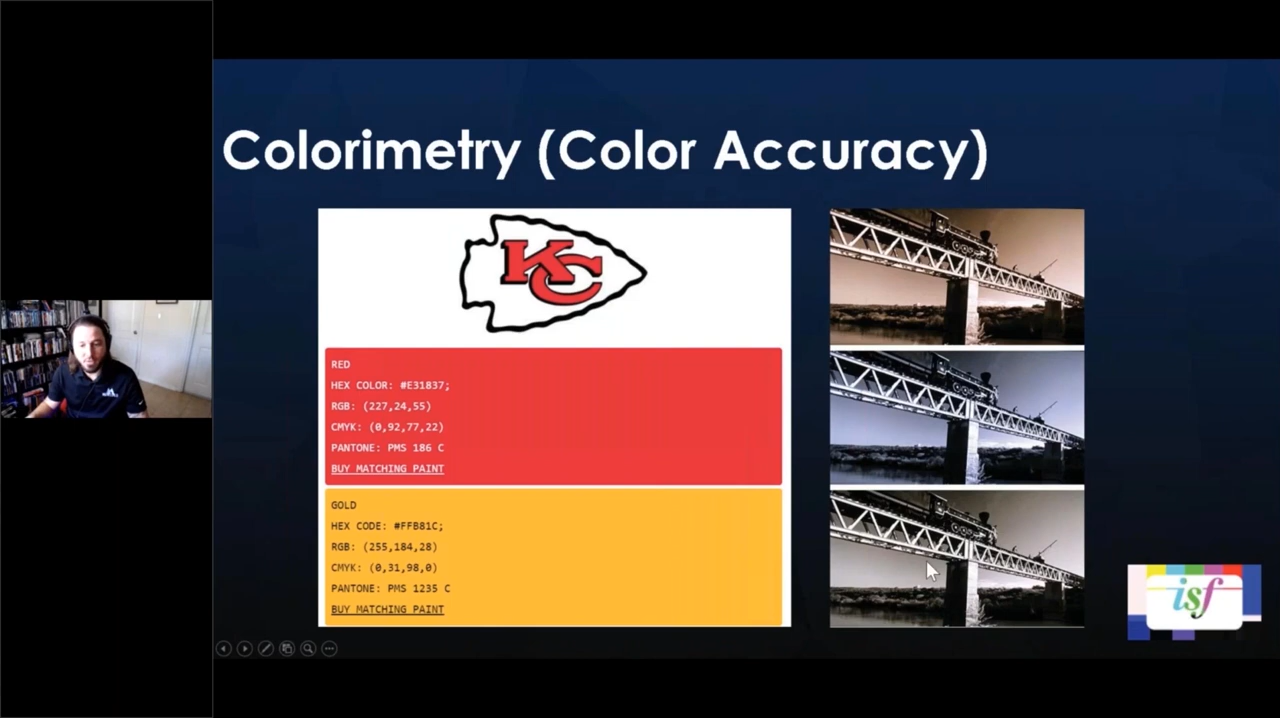 Colorimetry (Color Accuracy)
KC
RED
HEX COLOR: #E31837;
RGB: (227,24,55)
CMYK: (0,92,77,22)
PANTONE: PMS 186 C
BUY MATCHING PAINT
GOLD
HEX CODE: #FFB81C;
RGB: (255,184,28)
CMYK: (0,31,98,0)
PANTONE: PMS 1235 C
BUY MATCHING PAINT
isf